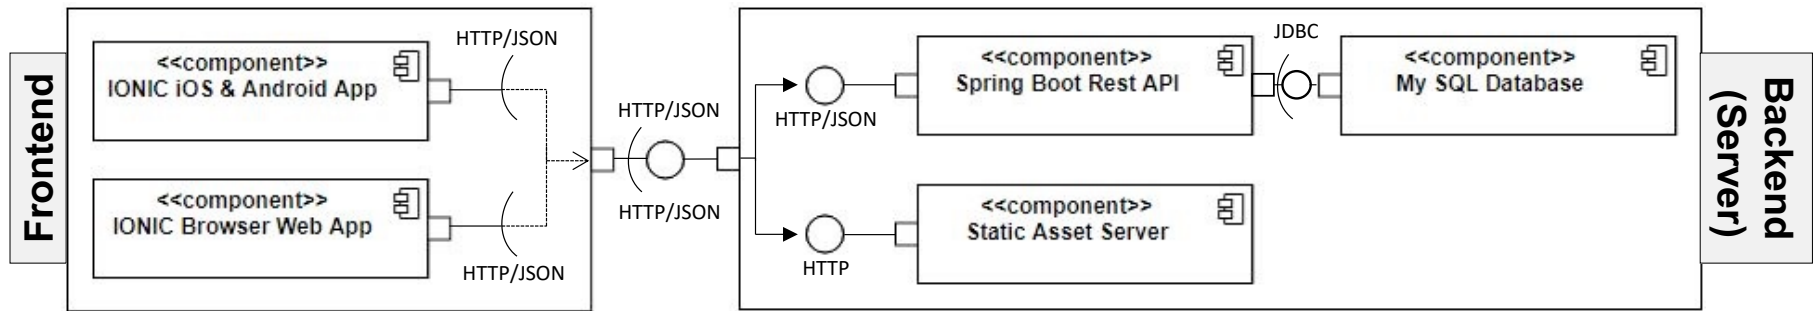 Frontend
<<component>>
IONIC iOS & Android App
HTTP/JSON
<<component>>
IONIC Browser Web App
HTTP/JSON
HTTP/JSON
HTTP/JSON
HTTP/JSON
<<component>>
Spring Boot Rest API
JDBC
<<component>>
My SQL Database
HTTP
<<component>>
Static Asset Server
Backend
(Server)